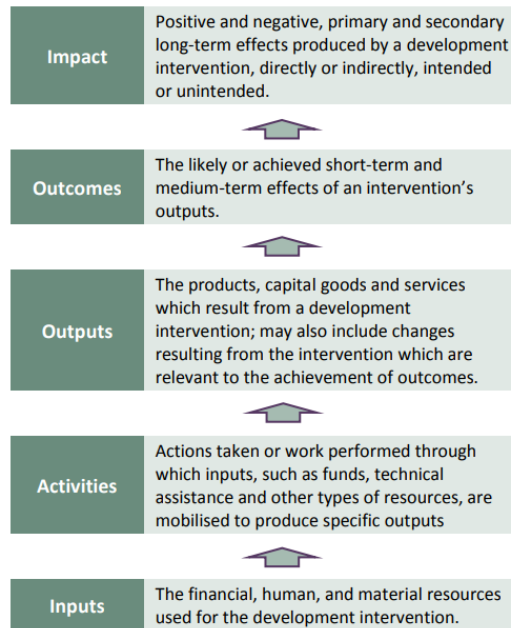 Impact
Positive and negative, primary and secondary
long-term effects produced by a development
intervention, directly or indirectly, intended
or unintended.
Outcomes
The likely or achieved short-term and
medium-term effects of an intervention’s
outputs.
Outputs
The products, capital goods and services
which result from a development
intervention; may also include changes
resulting from the intervention which are
relevant to the achievement of outcomes.
Activities
Actions taken or work performed through
which inputs, such as funds, technical
assistance and other types of resources, are
mobilised to produce specific outputs
Inputs
The financial, human, and material resources
used for the development intervention.